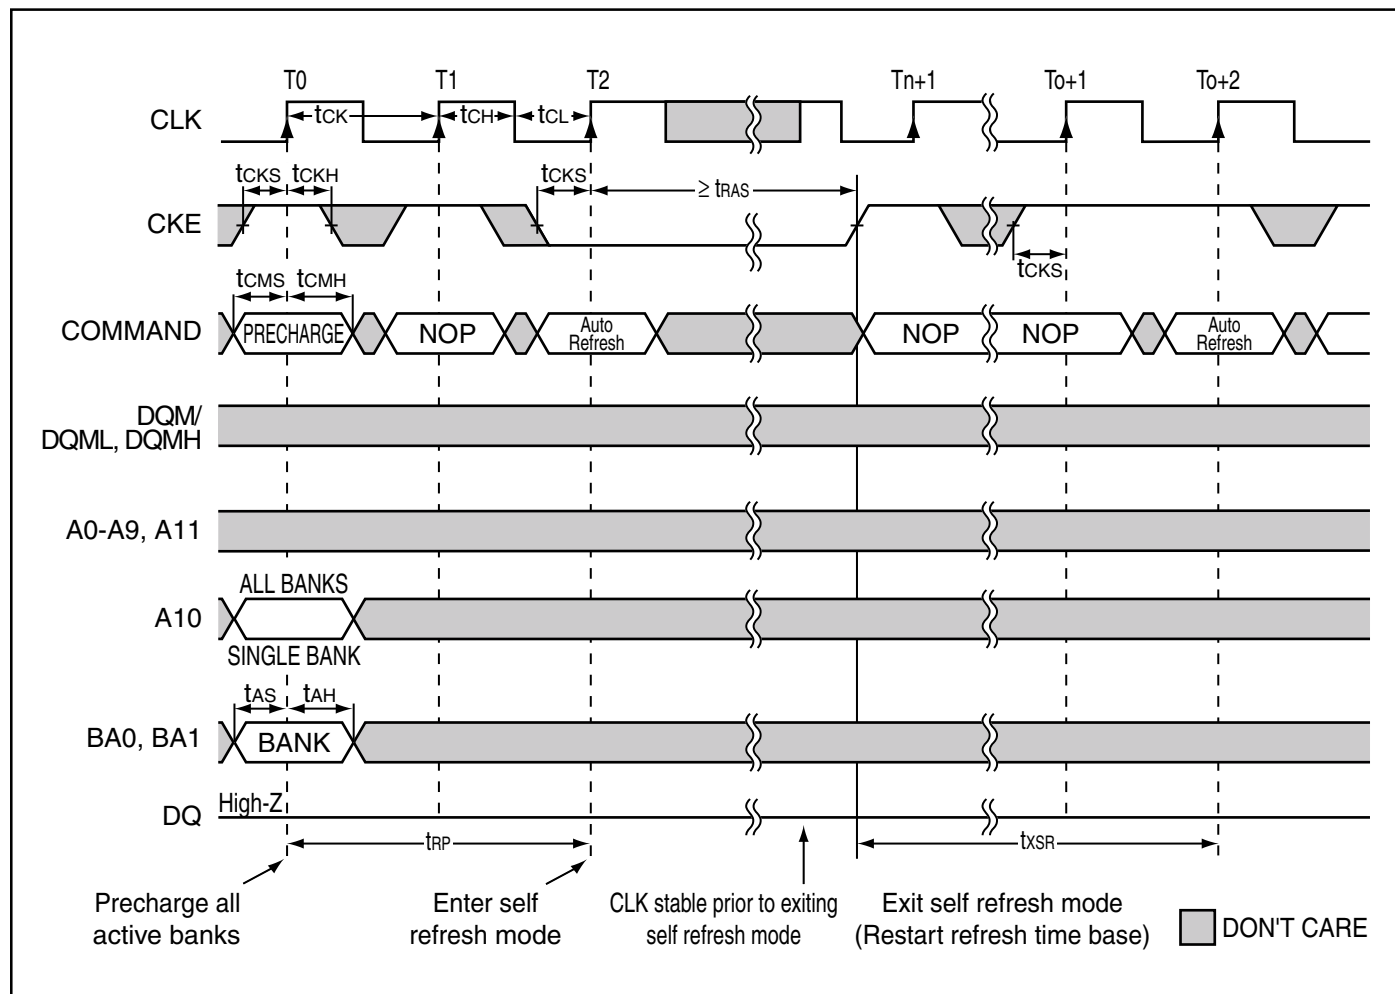 T0 T1 T2 Tn+1 To+1 To+2
CLK tCK tCH tCL
tCKS tCKH tCKS ≥ tRAS
CKE
tCKS
tCMS tCMH
COMMAND PRECHARGE NOP Auto Refresh NOP NOP Auto Refresh
DQM/
DQML, DQMH
A0-A9, A11
ALL BANKS
A10
SINGLE BANK
tAS tAH
BA0, BA1 BANK
High-Z
DQ
tRP tXSR
Precharge all
active banks
Enter self
refresh mode
CLK stable prior to exiting
self refresh mode
Exit self refresh mode
(Restart refresh time base)
DON'T CARE